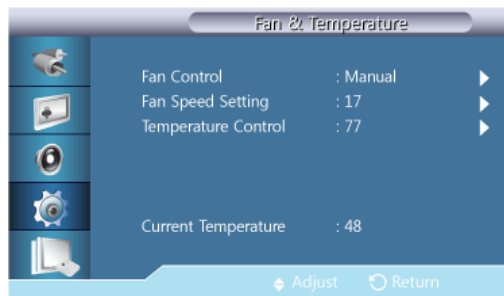 Fan & Temperature
Fan Control : Manual
Fan Speed Setting : 17
Temperature Control : 77
Current Temperature : 48
Adjust Return